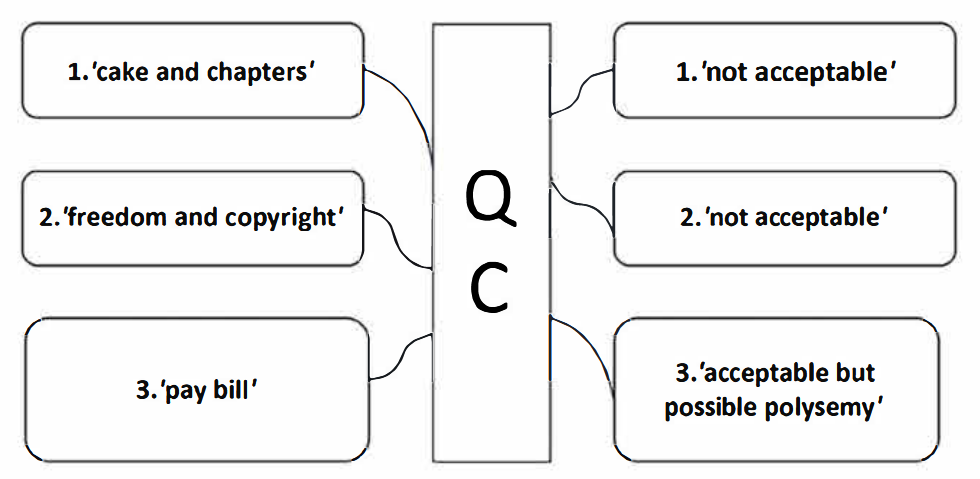 1.'cake and chapters'
2.'freedom and copyright'
3.'pay bill'
Q
C
1.'not acceptable'
2.'not acceptable'
3.'acceptable but
possible polysemy'